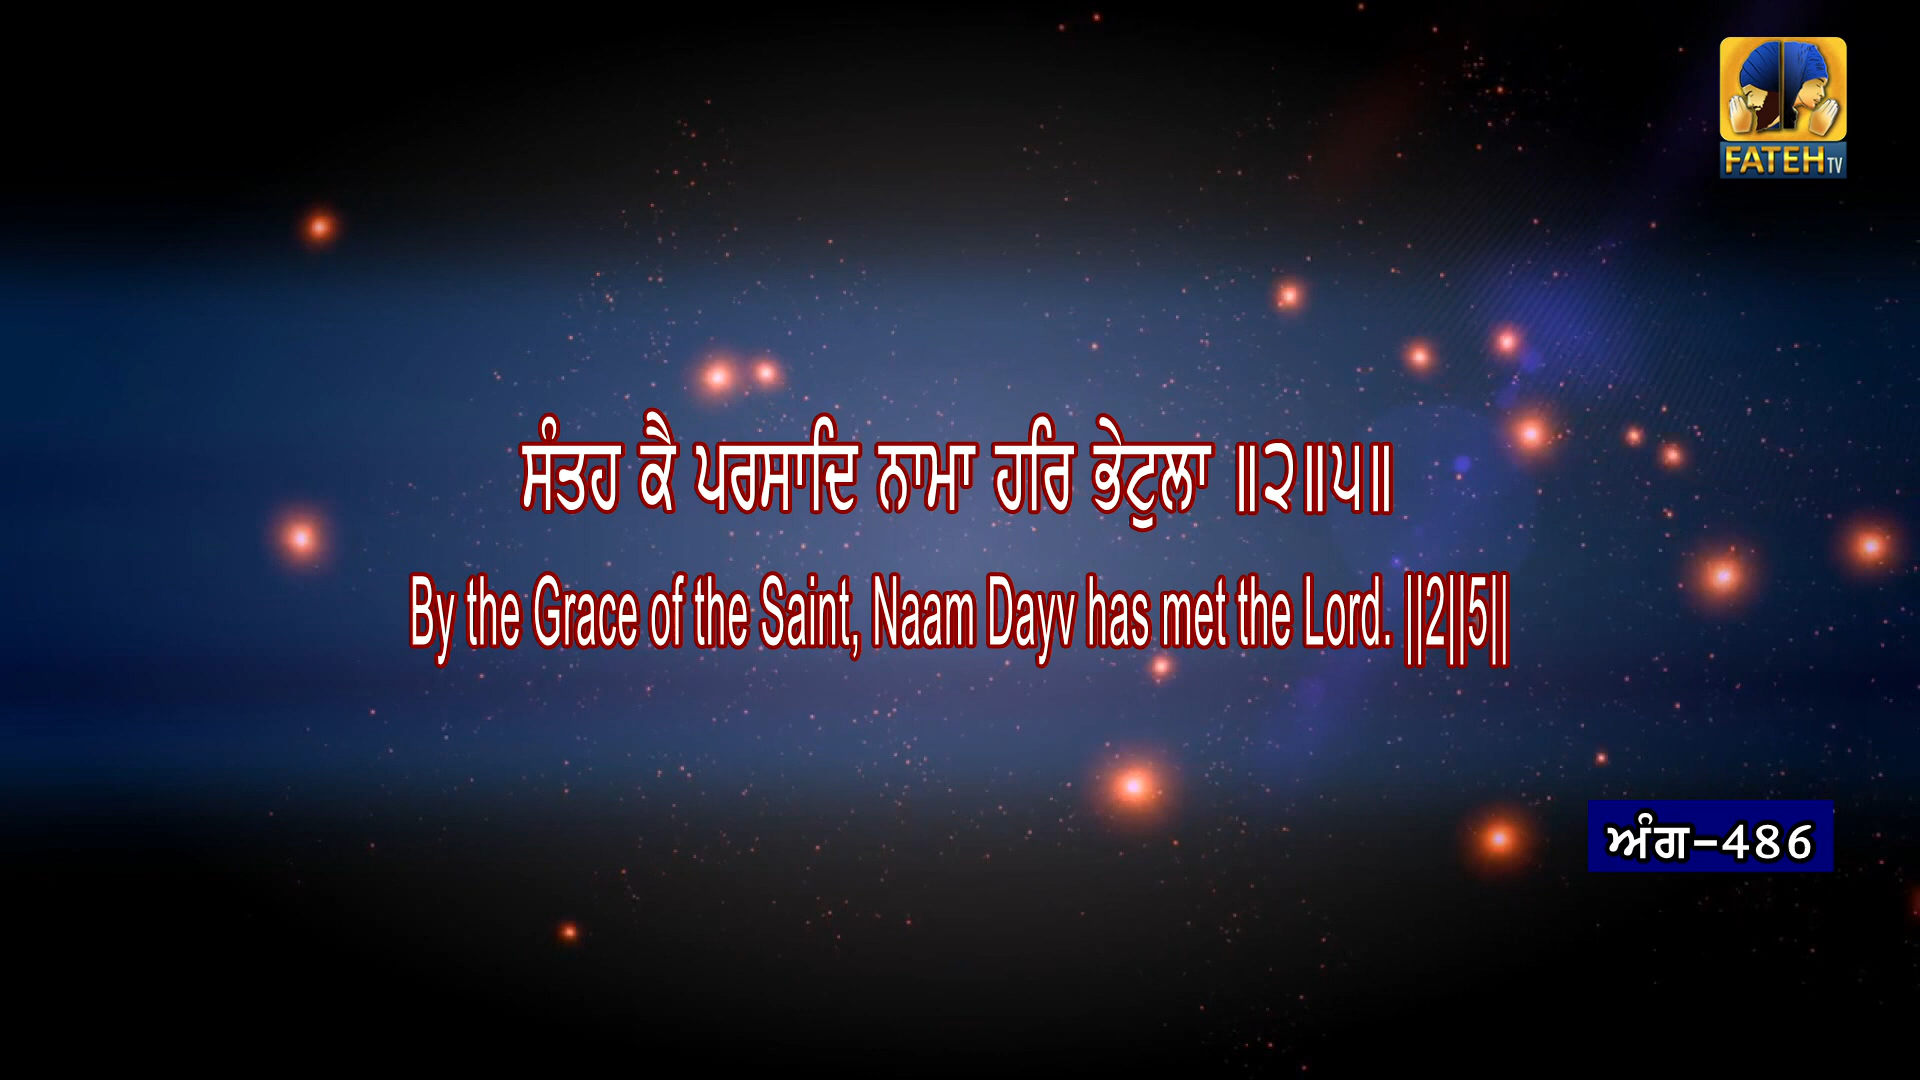 FATEH TV
ਸੰਤਹ ਕੈ ਪਰਸਾਦਿ ਨਾਮਾ ਹਰਿ ਭੇਟੁਲਾ ॥੨॥੫॥
By the Grace of the Saint, Naam Dayv has met the Lord. ||2||5||
ਅੰਗ-486